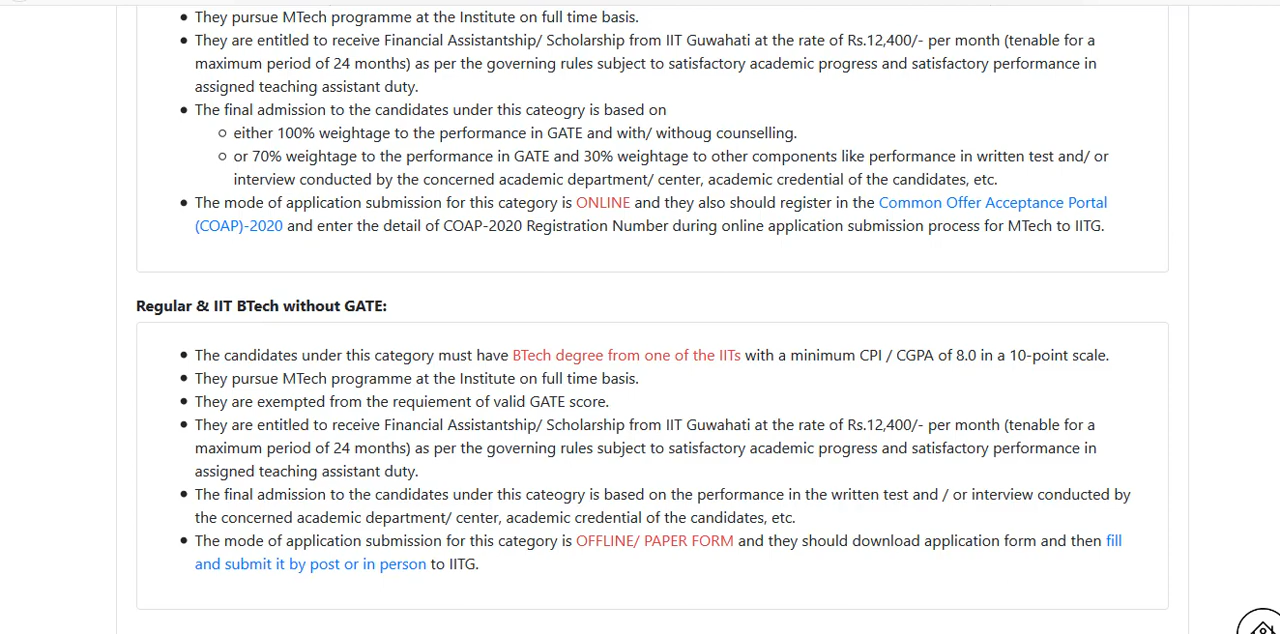 They pursue MTech programme at the Institute on full time basis.
They are entitled to receive Financial Assistantship/ Scholarship from IIT Guwahati at the rate of Rs.12,400/- per month (tenable for a
maximum period of 24 months) as per the governing rules subject to satisfactory academic progress and satisfactory performance in
assigned teaching assistant duty.
The final admission to the candidates under this cateogry is based on
either 100% weightage to the performance in GATE and with/ withoug counselling.
or 70% weightage to the performance in GATE and 30% weightage to other components like performance in written test and/ or
interview conducted by the concerned academic department/ center, academic credential of the candidates, etc.
The mode of application submission for this category is ONLINE and they also should register in the Common Offer Acceptance Portal
(COAP)-2020 and enter the detail of COAP-2020 Registration Number during online application submission process for MTech to IITG.
Regular & IIT BTech without GATE:
The candidates under this category must have BTech degree from one of the IITs with a minimum CPI / CGPA of 8.0 in a 10-point scale.
They pursue MTech programme at the Institute on full time basis.
They are exempted from the requiement of valid GATE score.
They are entitled to receive Financial Assistantship/ Scholarship from IIT Guwahati at the rate of Rs.12,400/- per month (tenable for a
maximum period of 24 months) as per the governing rules subject to satisfactory academic progress and satisfactory performance in
assigned teaching assistant duty.
The final admission to the candidates under this cateogry is based on the performance in the written test and / or interview conducted by
the concerned academic department/ center, academic credential of the candidates, etc.
The mode of application submission for this category is OFFLINE/ PAPER FORM and they should download application form and then fill
and submit it by post or in person to IITG.